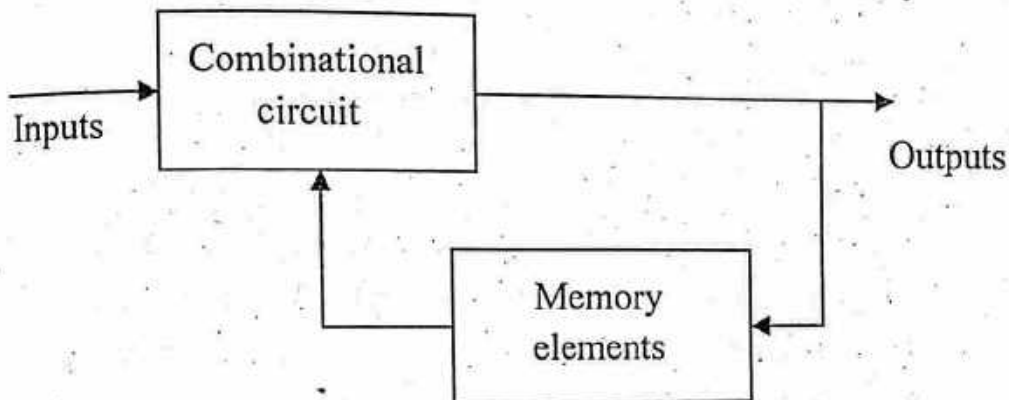 Combinational
circuit
Inputs
Outputs
Memory
elements